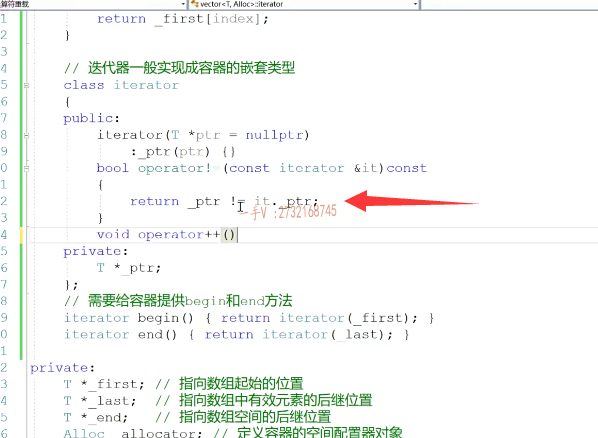 算符重载 vector<T, Alloc>::iterator
1 return _first[index];
2 }
3
4 // 迭代器一般实现成容器的嵌套类型
5 class iterator
6 {
7 public:
8 iterator(T *ptr = nullptr)
9 :_ptr(ptr) {}
0 bool operator!=(const iterator &it)const
1 {
2 return _ptr != it._ptr;
一手V :2732168745
3 }
4 void operator++()
5 private:
6 T *_ptr;
7 };
8 // 需要给容器提供begin和end方法
9 iterator begin() { return iterator(_first); }
0 iterator end() { return iterator(_last); }
1
2 private:
3 T *_first; // 指向数组起始的位置
4 T *_last; // 指向数组中有效元素的后继位置
5 T *_end; // 指向数组空间的后继位置
6 Alloc _allocator; // 定义容器的空间配置器对象